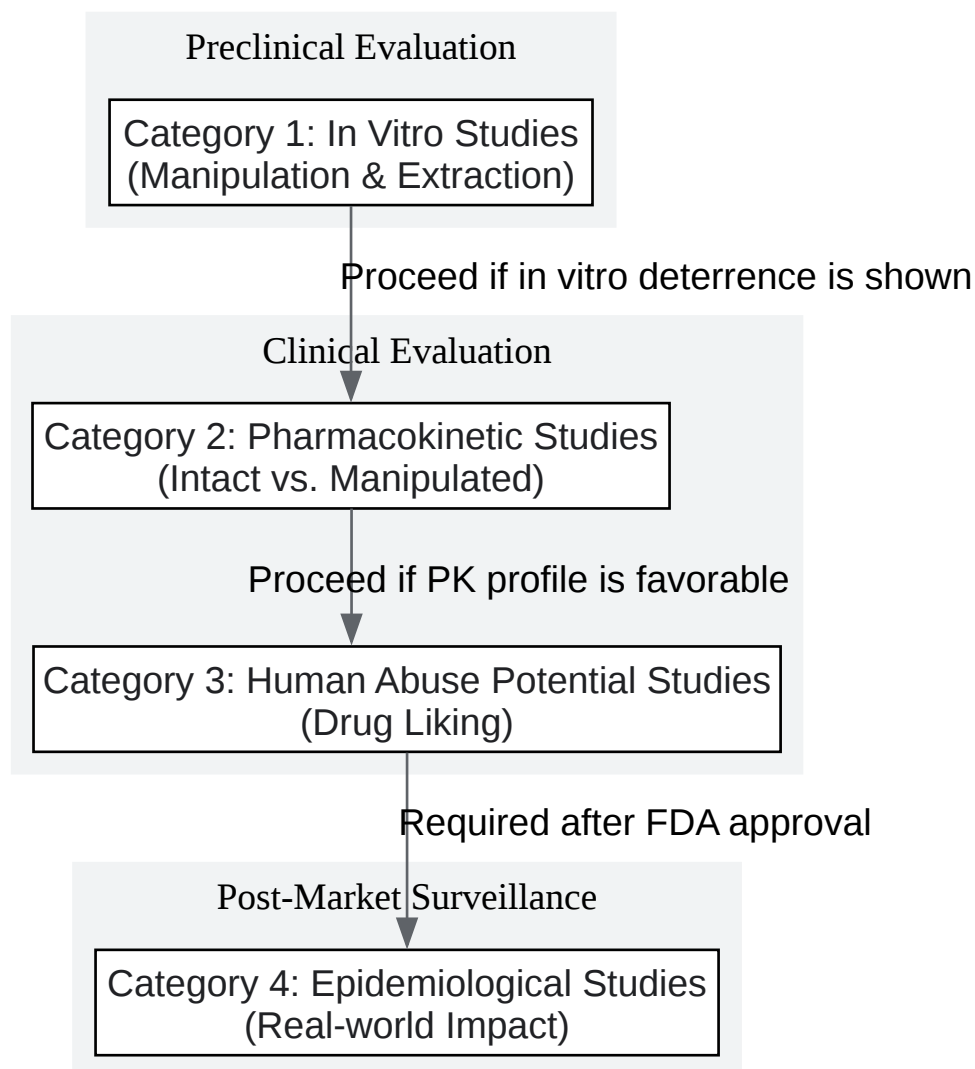 Preclinical Evaluation
Category 1: In Vitro Studies
(Manipulation & Extraction)
Proceed if in vitro deterrence is shown
Clinical Evaluation
Category 2: Pharmacokinetic Studies
(Intact vs. Manipulated)
Proceed if PK profile is favorable
Category 3: Human Abuse Potential Studies
(Drug Liking)
Required after FDA approval
Post-Market Surveillance
Category 4: Epidemiological Studies
(Real-world Impact)